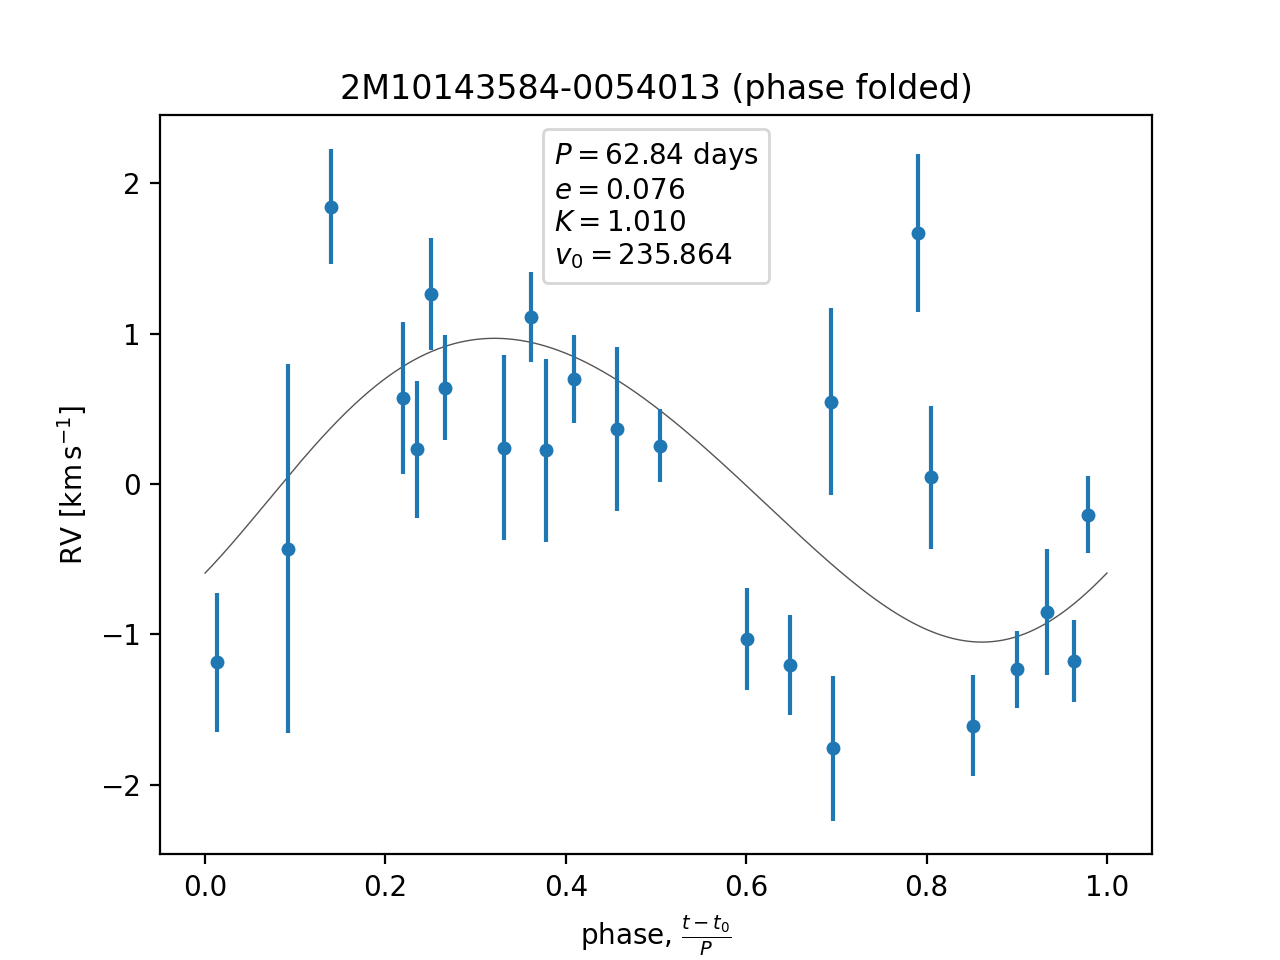 2M10143584-0054013 (phase folded)
P = 62.84 days
e = 0.076
K = 1.010
v₀ = 235.864
2
1
0
−1
−2
RV [km s⁻¹]
0.0 0.2 0.4 0.6 0.8 1.0
phase, (t − t₀)/P